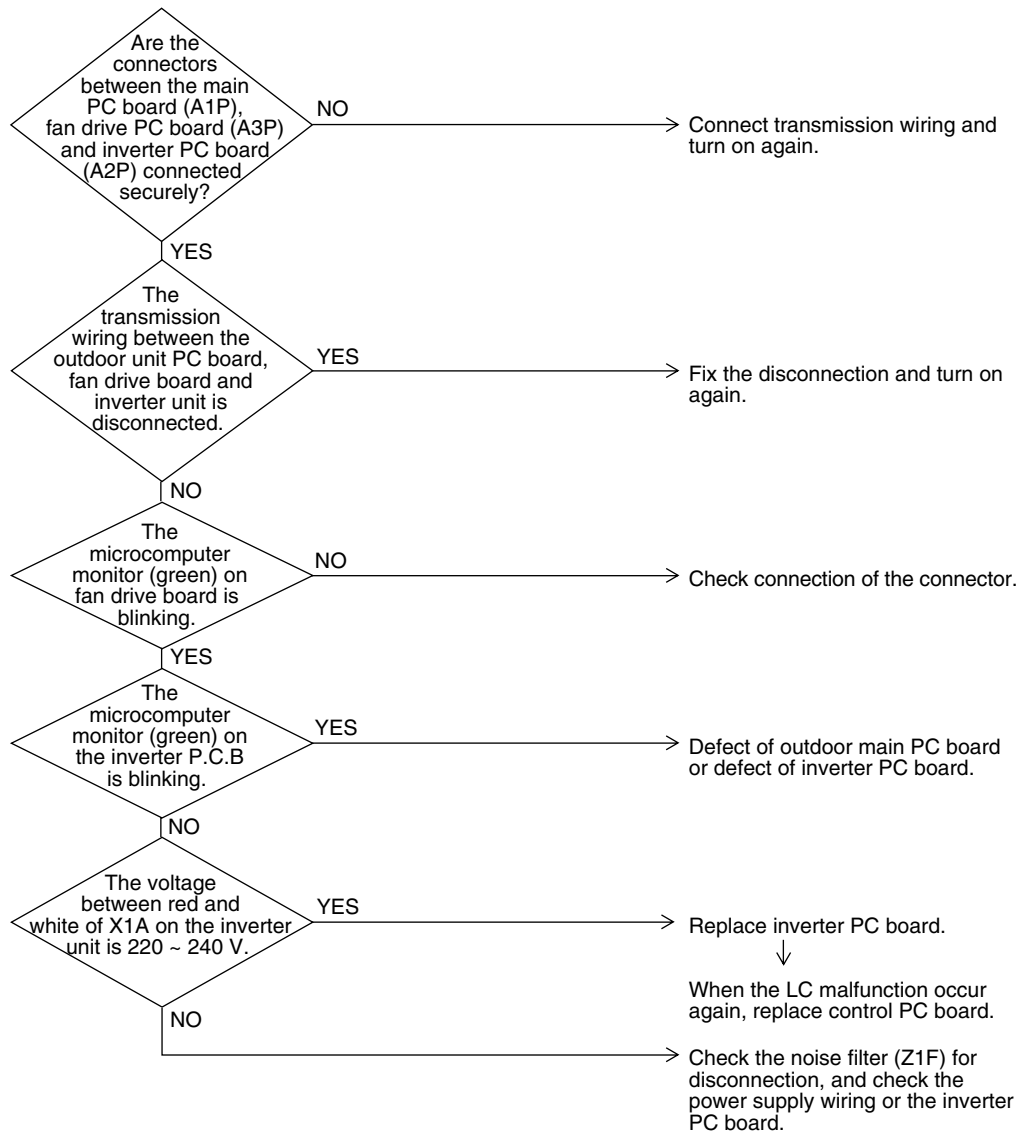 Are the
connectors
between the main
PC board (A1P),
fan drive PC board (A3P)
and inverter PC board
(A2P) connected
securely?
NO
Connect transmission wiring and
turn on again.
YES
The
transmission
wiring between the
outdoor unit PC board,
fan drive board and
inverter unit is
disconnected.
YES
Fix the disconnection and turn on
again.
NO
The
microcomputer
monitor (green) on
fan drive board is
blinking.
NO
Check connection of the connector.
YES
The
microcomputer
monitor (green) on
the inverter P.C.B
is blinking.
YES
Defect of outdoor main PC board
or defect of inverter PC board.
NO
The voltage
between red and
white of X1A on the inverter
unit is 220 ~ 240 V.
YES
Replace inverter PC board.
When the LC malfunction occur
again, replace control PC board.
NO
Check the noise filter (Z1F) for
disconnection, and check the
power supply wiring or the inverter
PC board.